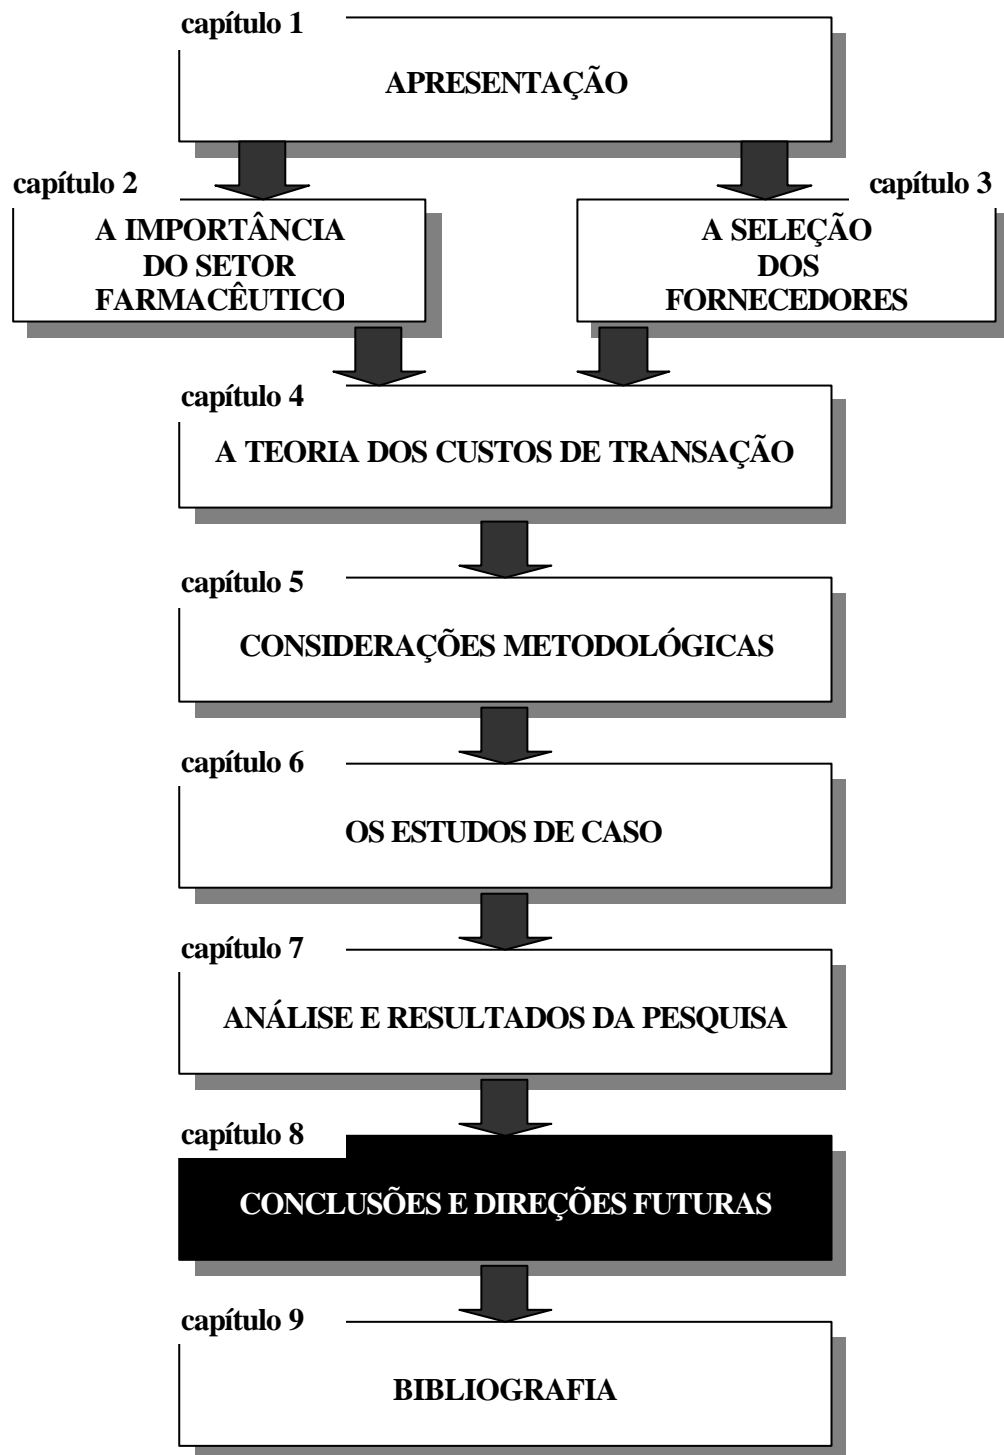 capítulo 1
APRESENTAÇÃO
capítulo 2
A IMPORTÂNCIA
DO SETOR
FARMACÊUTICO
capítulo 3
A SELEÇÃO
DOS
FORNECEDORES
capítulo 4
A TEORIA DOS CUSTOS DE TRANSAÇÃO
capítulo 5
CONSIDERAÇÕES METODOLÓGICAS
capítulo 6
OS ESTUDOS DE CASO
capítulo 7
ANÁLISE E RESULTADOS DA PESQUISA
capítulo 8
CONCLUSÕES E DIREÇÕES FUTURAS
capítulo 9
BIBLIOGRAFIA